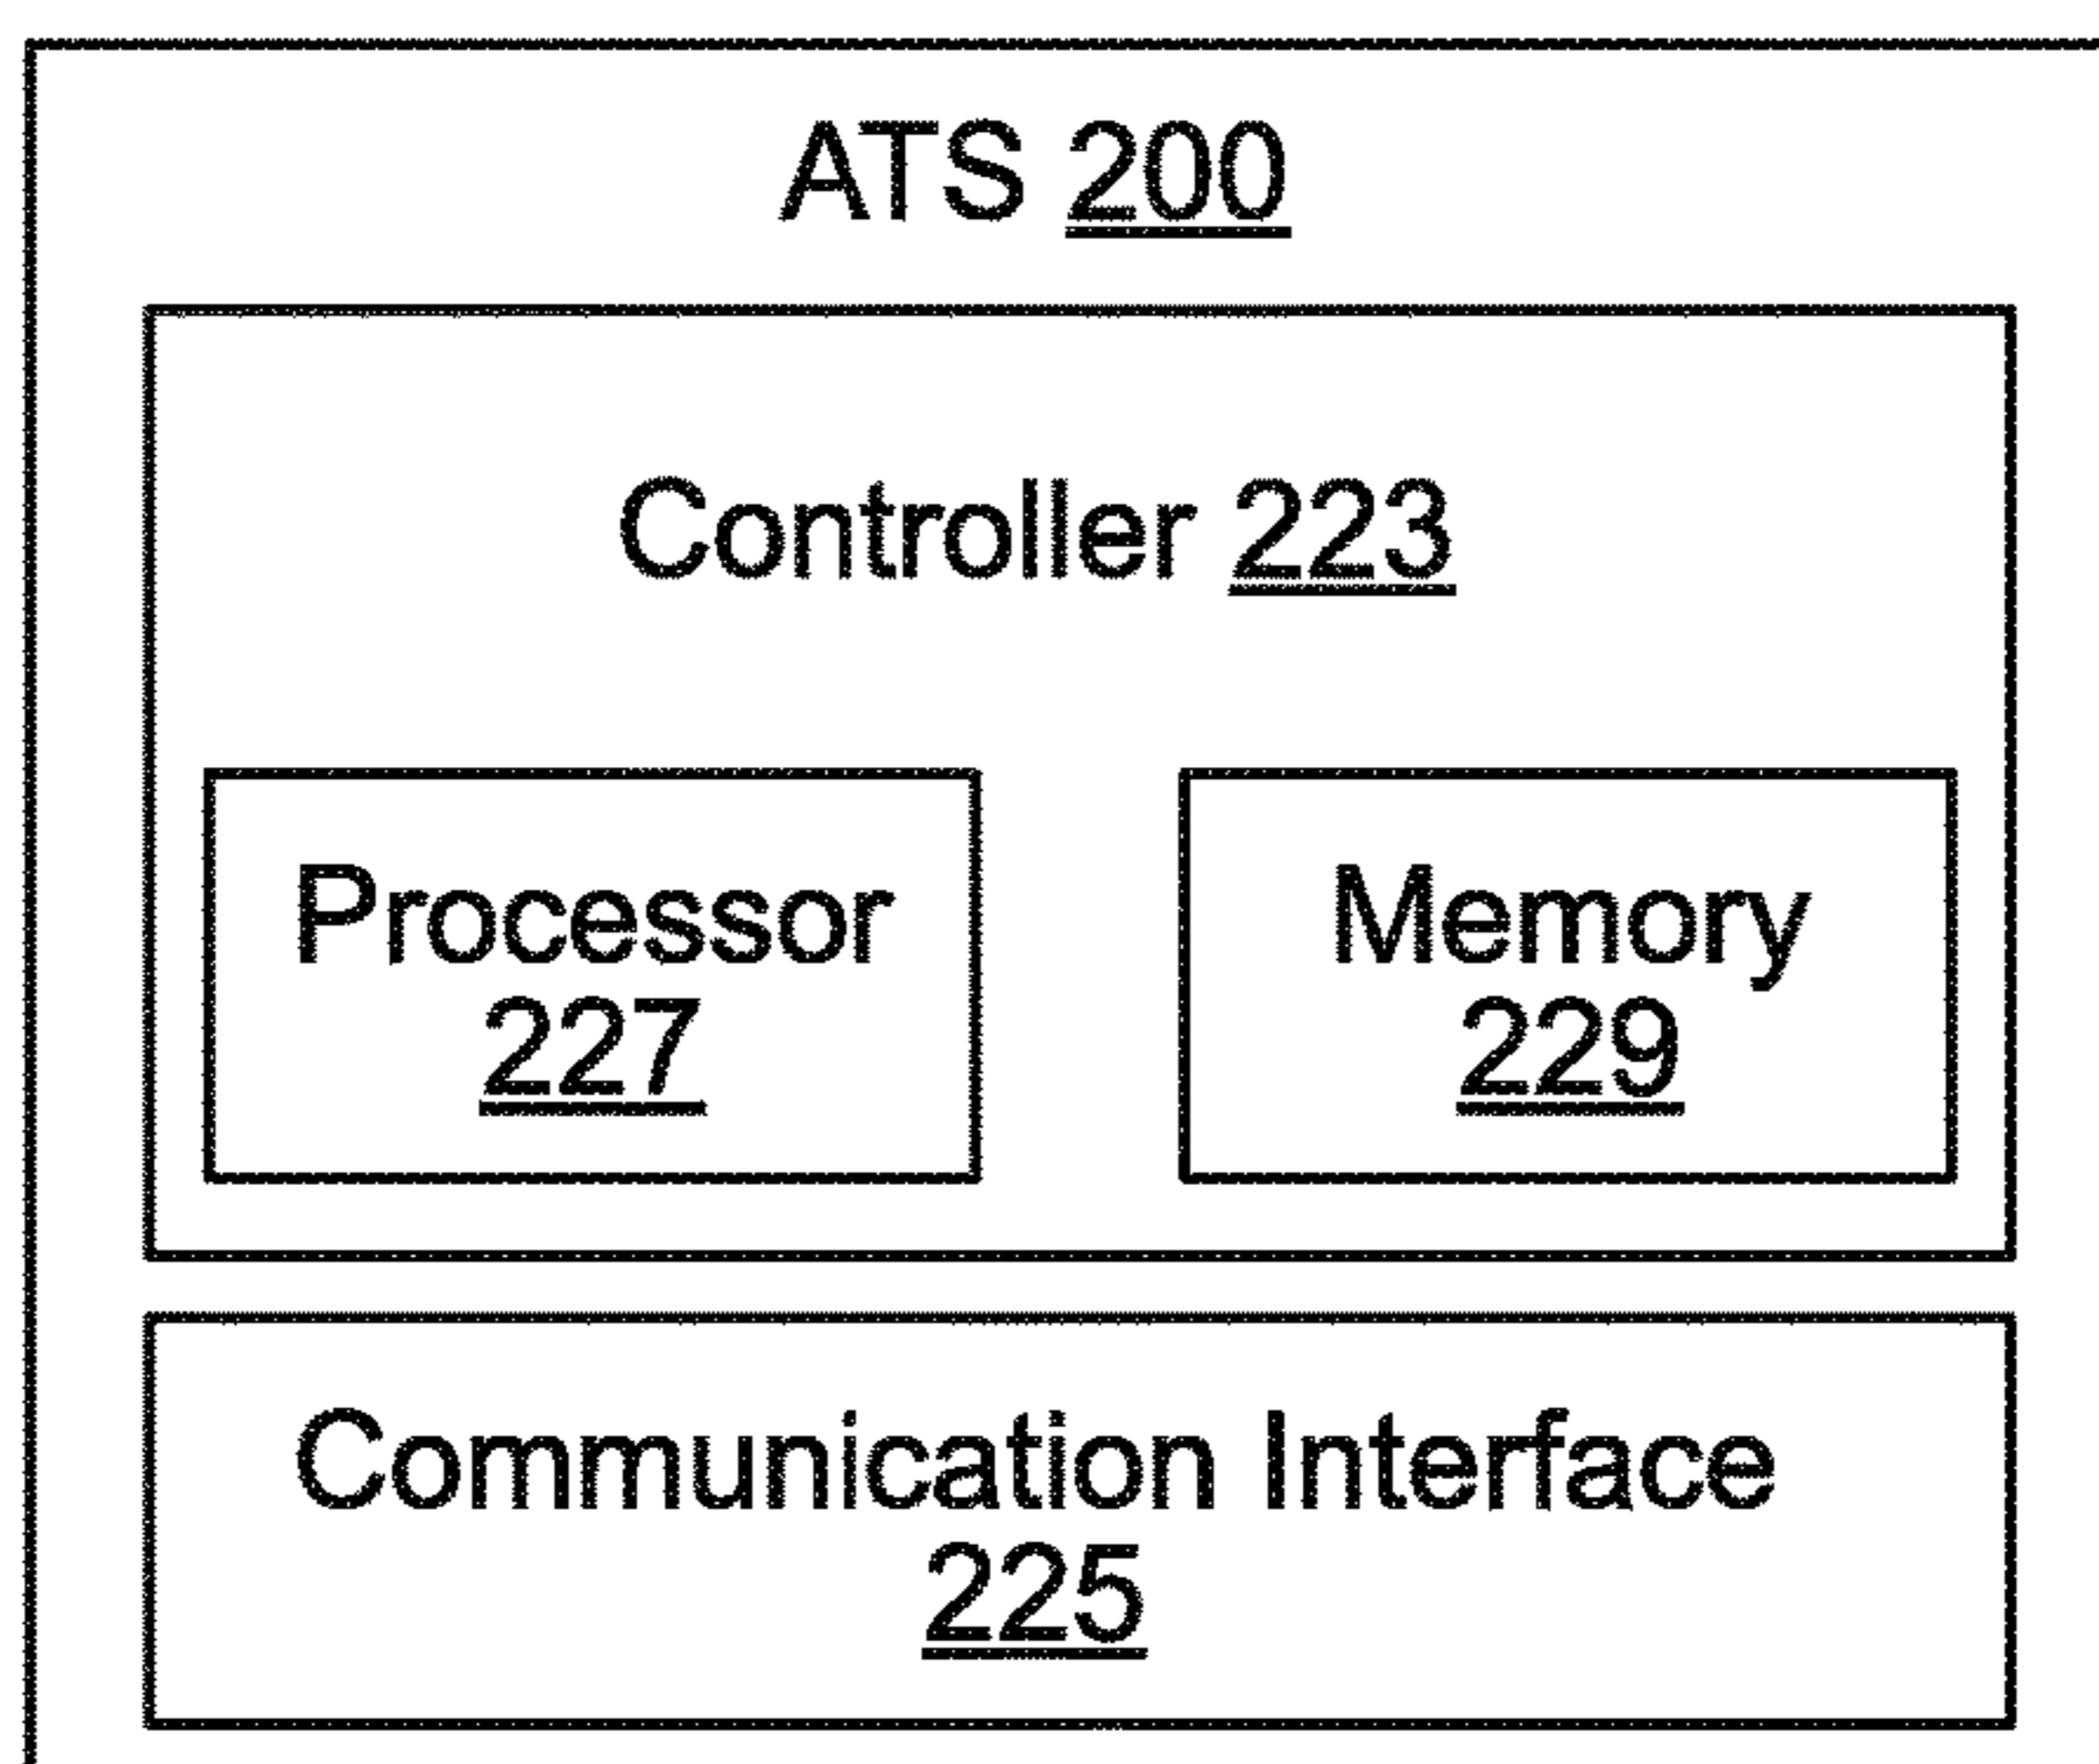 ATS 200
Controller 223
Processor
227
Memory
229
Communication Interface
225